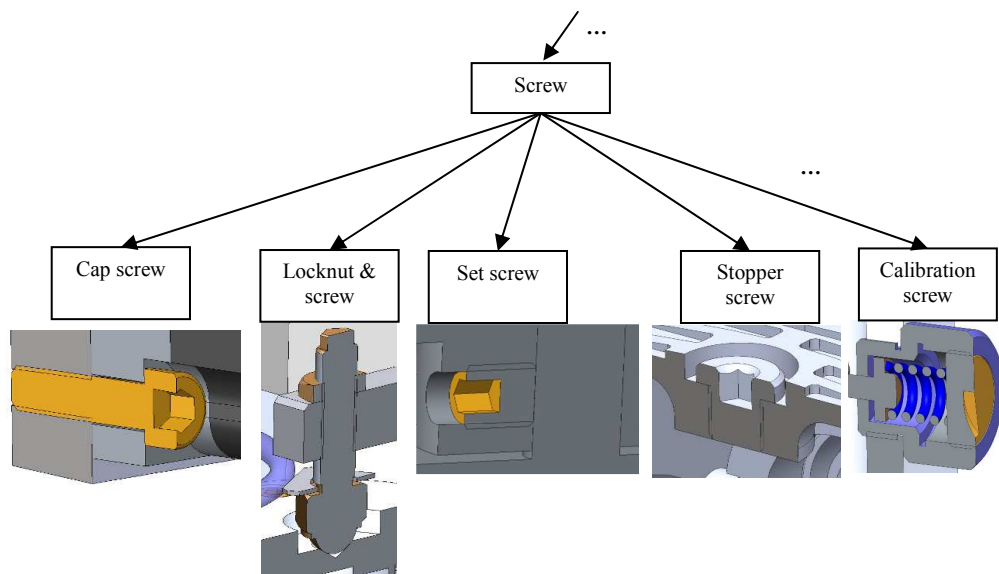 ...
Screw
...
Cap screw
Locknut &
screw
Set screw
Stopper
screw
Calibration
screw